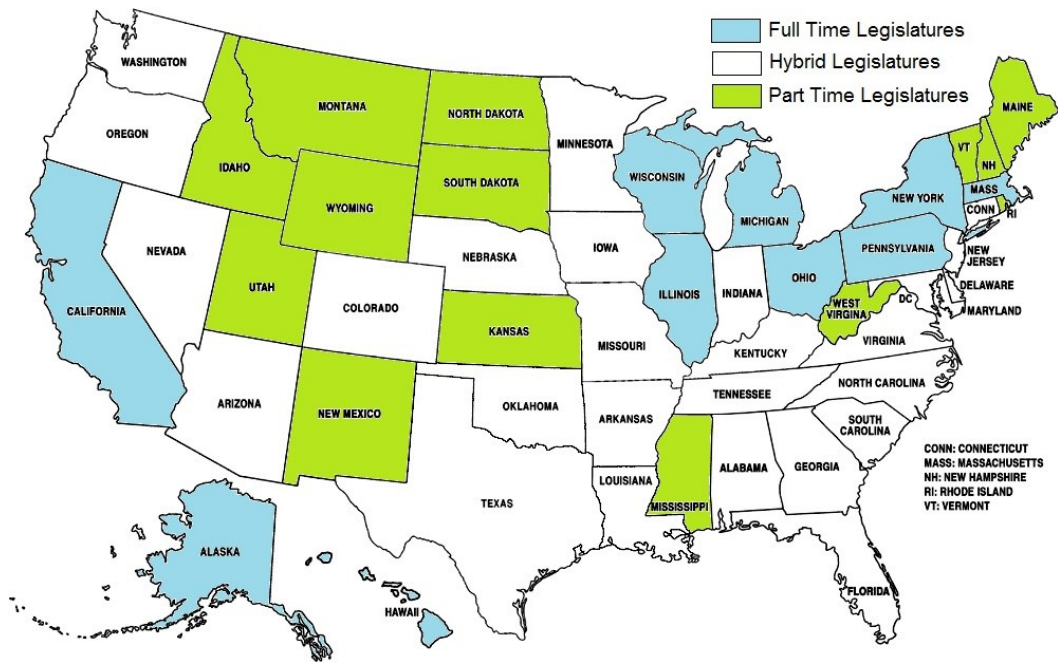 Full Time Legislatures
Hybrid Legislatures
Part Time Legislatures
WASHINGTON
OREGON
IDAHO
MONTANA
NORTH DAKOTA
SOUTH DAKOTA
WYOMING
MINNESOTA
WISCONSIN
MICHIGAN
NEW YORK
VT
NH
MAINE
MASS
CONN
RI
PENNSYLVANIA
NEW
JERSEY
DELAWARE
MARYLAND
DC
NEVADA
CALIFORNIA
UTAH
COLORADO
NEBRASKA
IOWA
ILLINOIS
INDIANA
OHIO
WEST
VIRGINA
VIRGINIA
KANSAS
MISSOURI
KENTUCKY
ARIZONA
NEW MEXICO
OKLAHOMA
ARKANSAS
TENNESSEE
NORTH CAROLINA
SOUTH
CAROLINA
TEXAS
LOUISIANA
MISSISSIPPI
ALABAMA
GEORGIA
FLORIDA
ALASKA
HAWAII
CONN: CONNECTICUT
MASS: MASSACHUSETTS
NH: NEW HAMPSHIRE
RI: RHODE ISLAND
VT: VERMONT